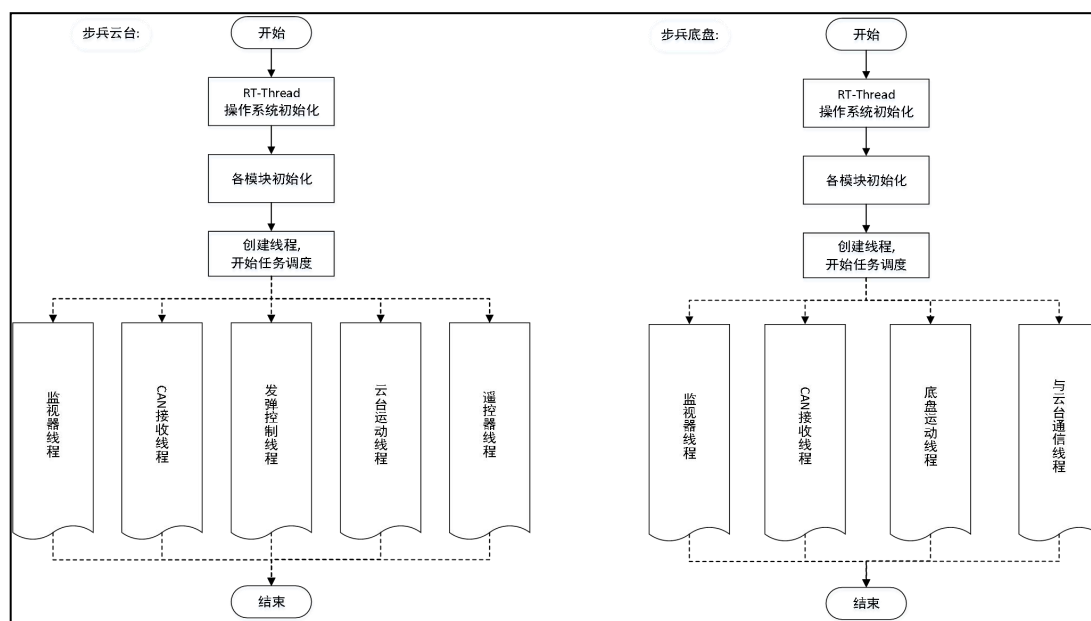 步兵云台:
开始
RT-Thread
操作系统初始化
各模块初始化
创建线程,
开始任务调度
监视器线程
CAN接收线程
发弹控制线程
云台运动线程
遥控器线程
结束
步兵底盘:
开始
RT-Thread
操作系统初始化
各模块初始化
创建线程,
开始任务调度
监视器线程
CAN接收线程
底盘运动线程
与云台通信线程
结束